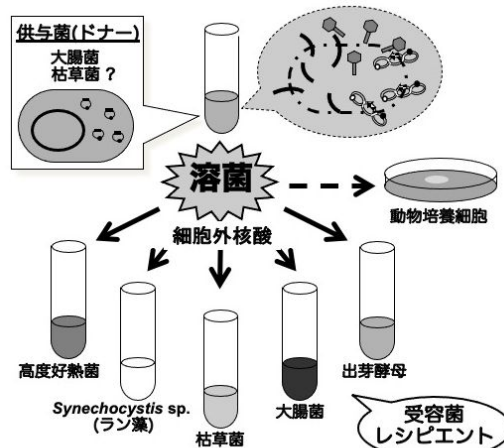 供与菌(ドナー)
大腸菌
枯草菌 ?
溶菌
細胞外核酸
動物培養細胞
高度好熱菌
Synechocystis sp.
(ラン藻)
枯草菌
大腸菌
出芽酵母
受容菌
レシピエント